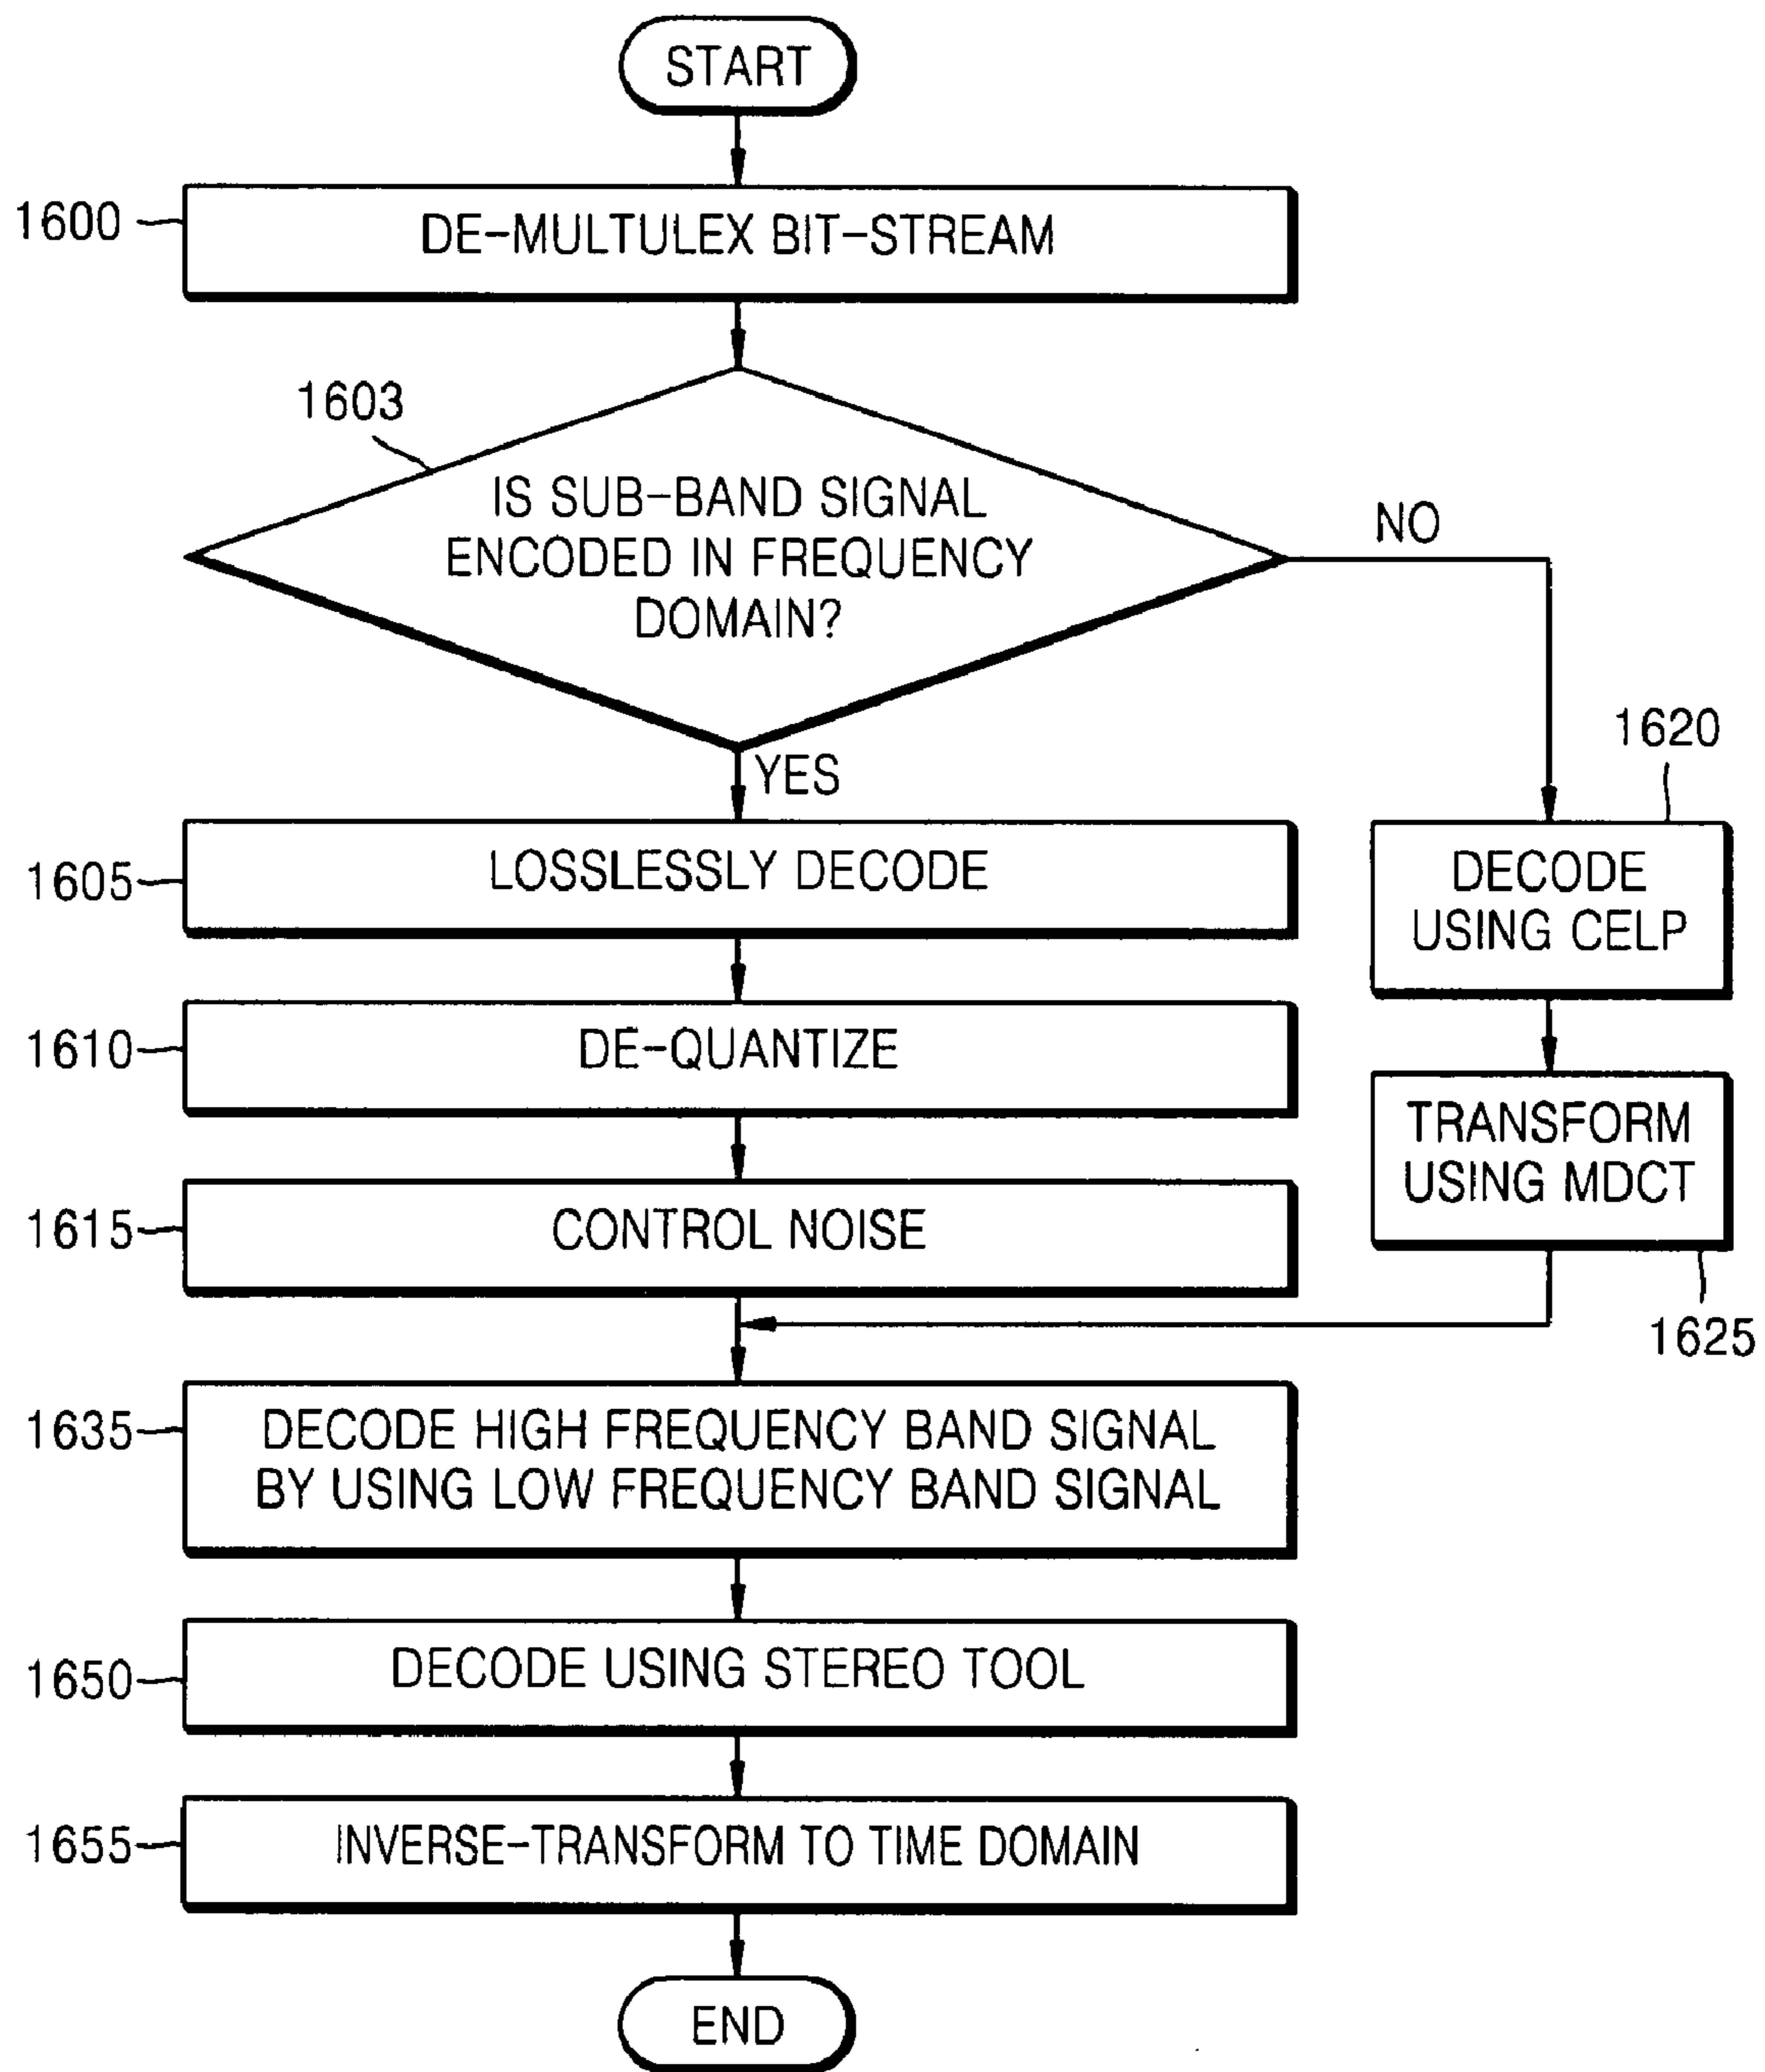 START
1600
DE-MULTULEX BIT-STREAM
1603
IS SUB-BAND SIGNAL
ENCODED IN FREQUENCY
DOMAIN?
NO
YES
1620
1605
LOSSLESSLY DECODE
DECODE
USING CELP
1610
DE-QUANTIZE
TRANSFORM
USING MDCT
1615
CONTROL NOISE
1625
1635
DECODE HIGH FREQUENCY BAND SIGNAL
BY USING LOW FREQUENCY BAND SIGNAL
1650
DECODE USING STEREO TOOL
1655
INVERSE-TRANSFORM TO TIME DOMAIN
END